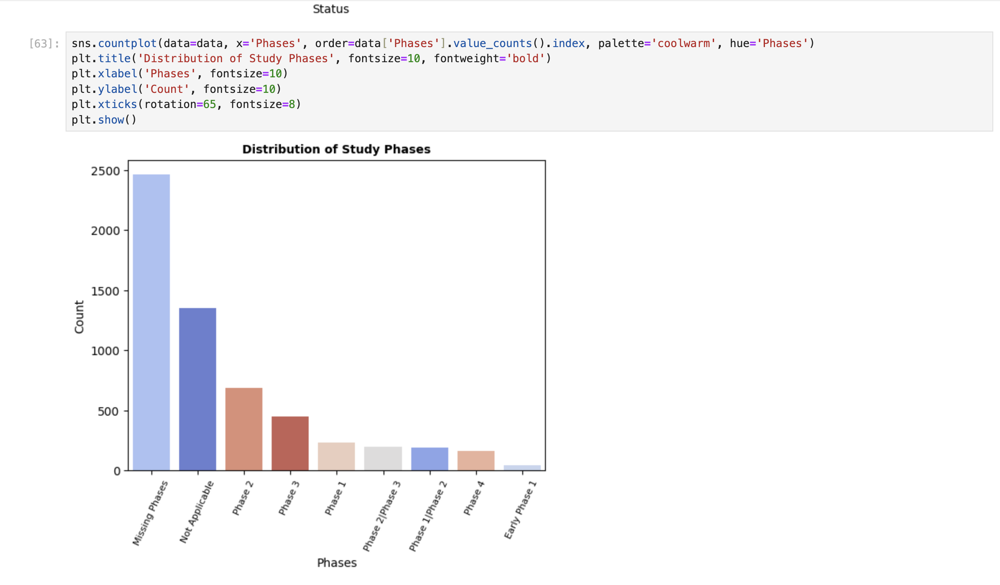 Status
[63]:
sns.countplot(data=data, x='Phases', order=data['Phases'].value_counts().index, palette='coolwarm', hue='Phases')
plt.title('Distribution of Study Phases', fontsize=10, fontweight='bold')
plt.xlabel('Phases', fontsize=10)
plt.ylabel('Count', fontsize=10)
plt.xticks(rotation=65, fontsize=8)
plt.show()
Distribution of Study Phases
2500
2000
1500
1000
500
0
Count
Missing Phases
Not Applicable
Phase 2
Phase 3
Phase 1
Phase 2|Phase 3
Phase 1|Phase 2
Phase 4
Early Phase 1
Phases